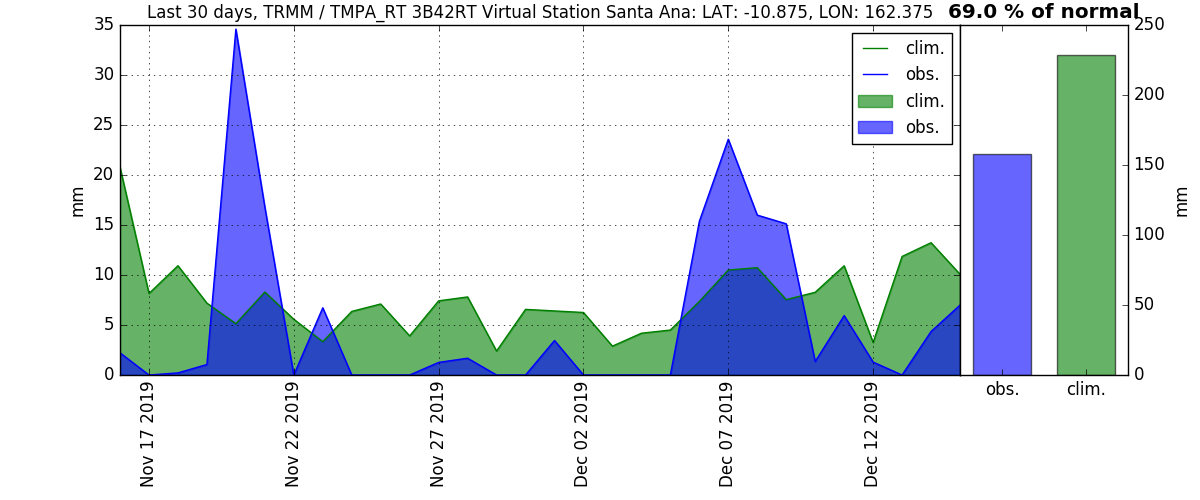 Last 30 days, TRMM / TMPA_RT 3B42RT Virtual Station Santa Ana: LAT: -10.875, LON: 162.375
69.0 % of normal
35
30
25
20
15
10
5
0
mm
clim.
obs.
clim.
obs.
Nov 17 2019
Nov 22 2019
Nov 27 2019
Dec 02 2019
Dec 07 2019
Dec 12 2019
250
200
150
100
50
0
mm
obs.
clim.